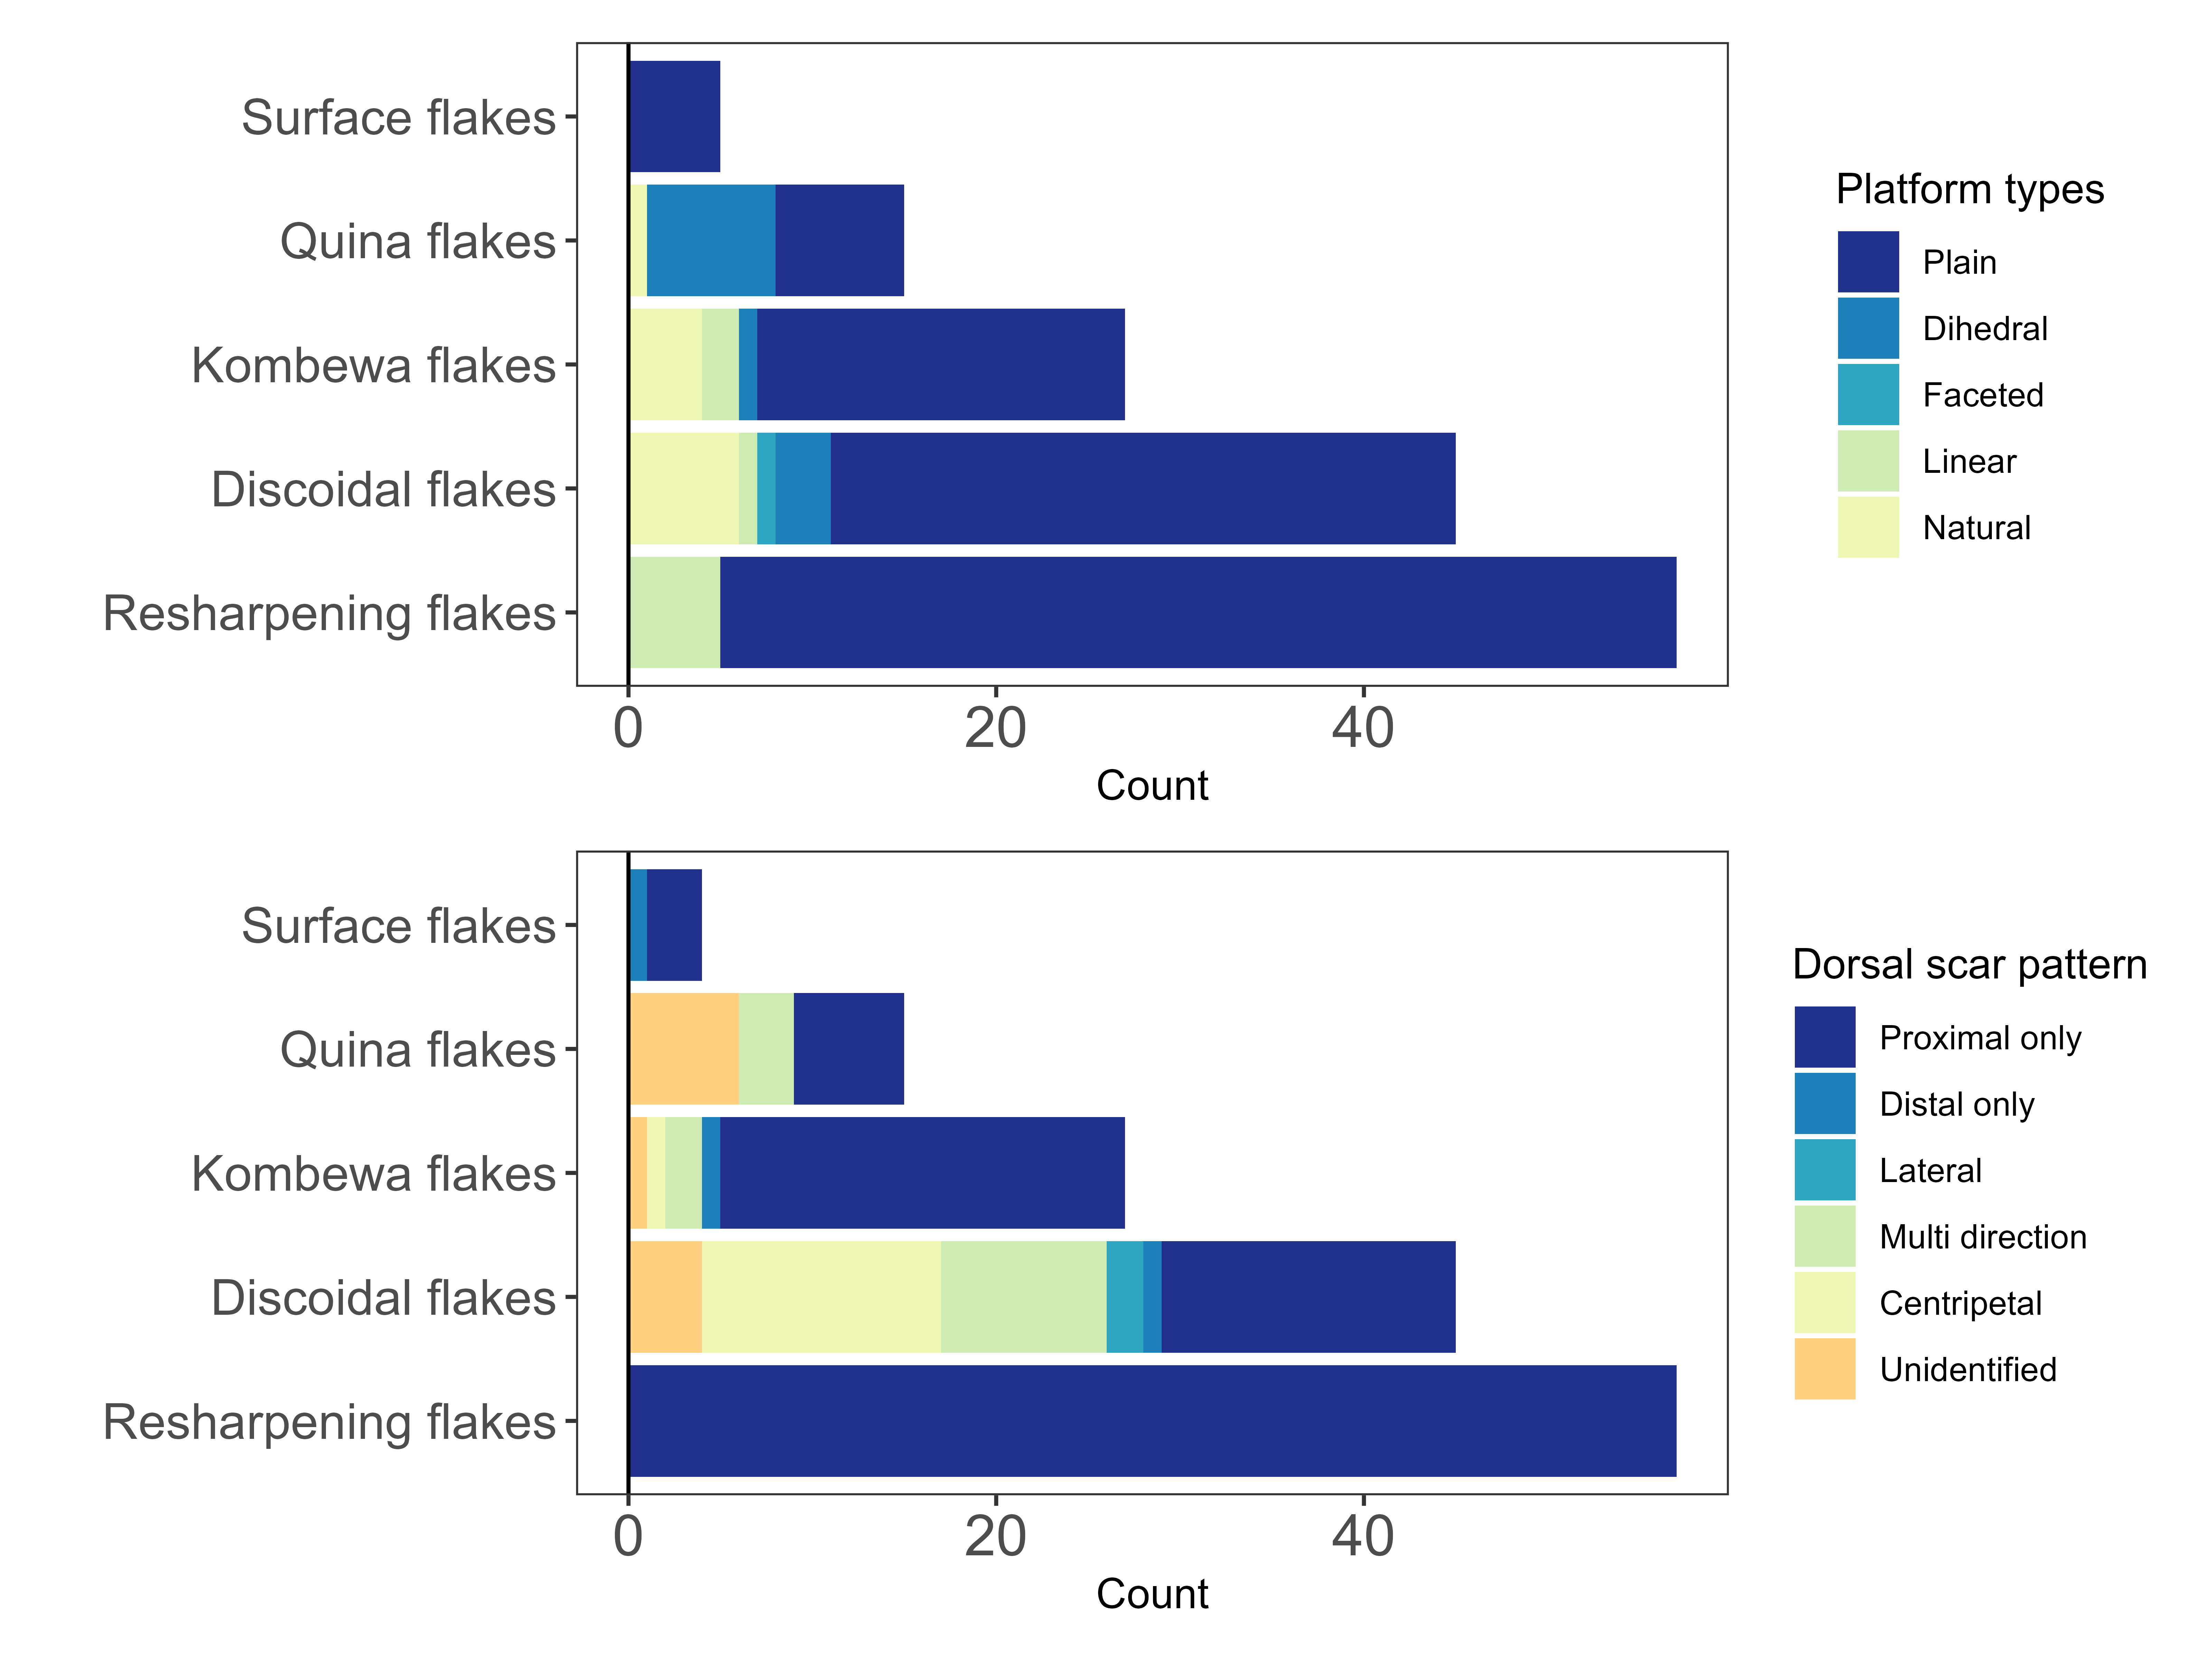 Surface flakes
Quina flakes
Kombewa flakes
Discoidal flakes
Resharpening flakes
0 20 40
Count
Platform types
Plain
Dihedral
Faceted
Linear
Natural
Surface flakes
Quina flakes
Kombewa flakes
Discoidal flakes
Resharpening flakes
0 20 40
Count
Dorsal scar pattern
Proximal only
Distal only
Lateral
Multi direction
Centripetal
Unidentified